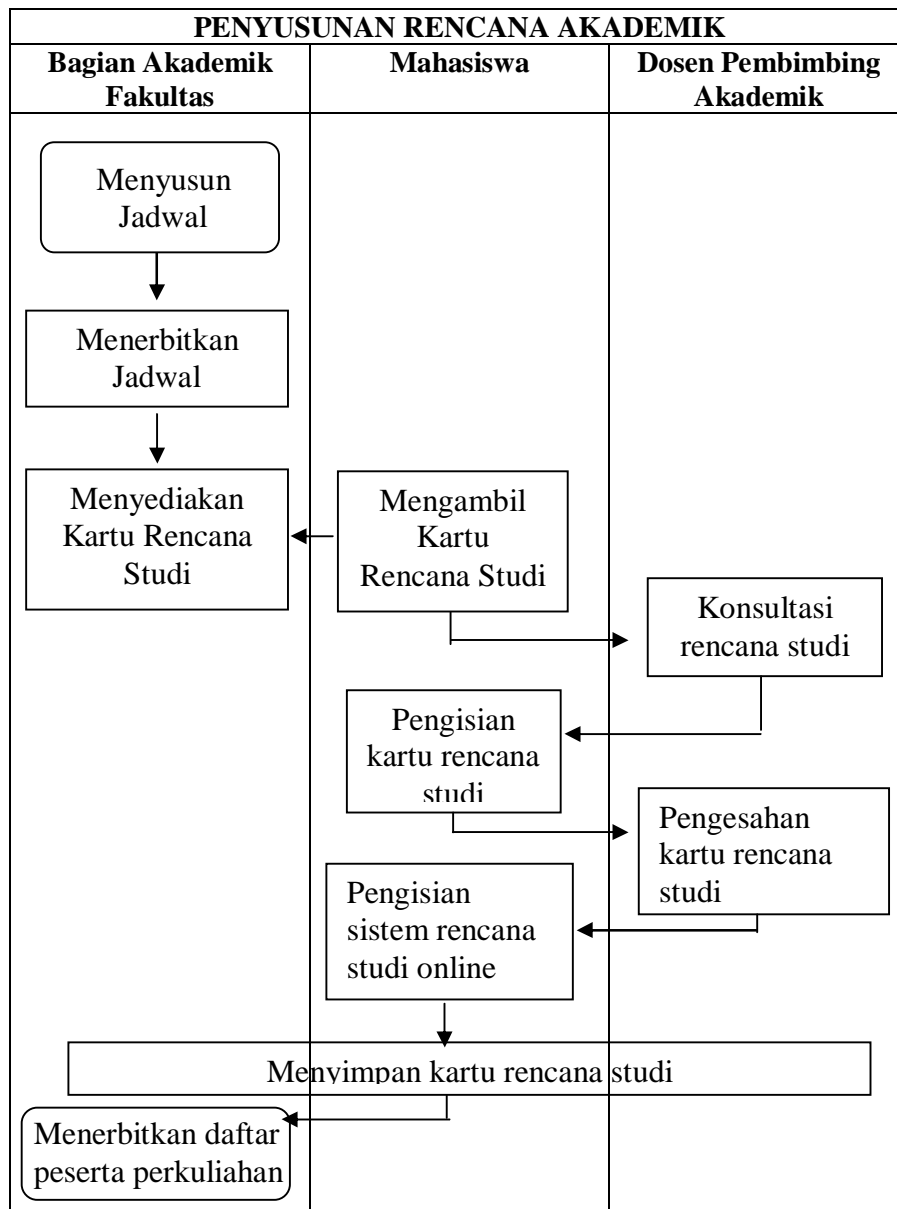 PENYUSUNAN RENCANA AKADEMIK
Bagian Akademik
Fakultas
Mahasiswa
Dosen Pembimbing
Akademik
Menyusun
Jadwal
Menerbitkan
Jadwal
Menyediakan
Kartu Rencana
Studi
Mengambil
Kartu
Rencana Studi
Konsultasi
rencana studi
Pengisian
kartu rencana
studi
Pengesahan
kartu rencana
studi
Pengisian
sistem rencana
studi online
Menyimpan kartu rencana studi
Menerbitkan daftar
peserta perkuliahan